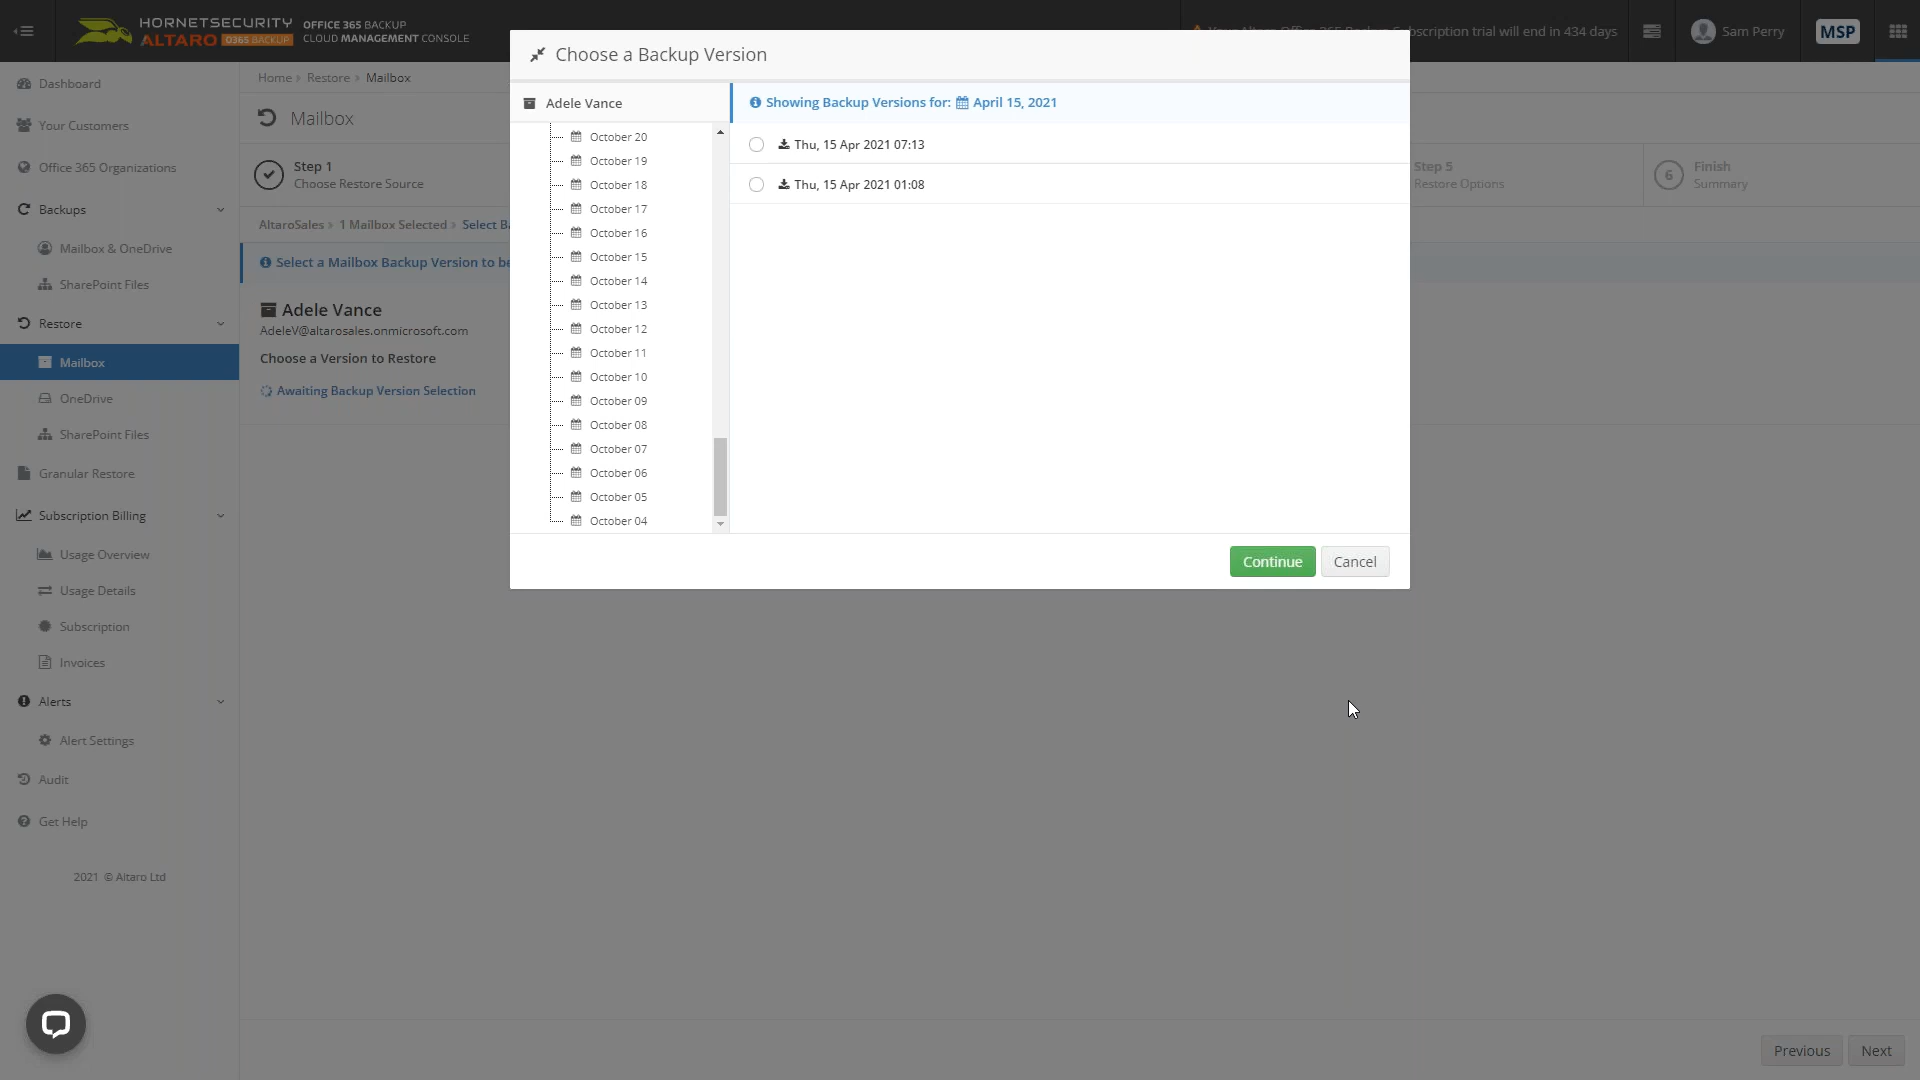 HORNETSECURITY
ALTARO O365 BACKUP
OFFICE 365 BACKUP
CLOUD MANAGEMENT CONSOLE
scription trial will end in 434 days
Sam Perry
MSP
Dashboard
Your Customers
Office 365 Organizations
Backups
Mailbox & OneDrive
SharePoint Files
Restore
Mailbox
OneDrive
SharePoint Files
Granular Restore
Subscription Billing
Usage Overview
Usage Details
Subscription
Invoices
Alerts
Alert Settings
Audit
Get Help
2021 © Altaro Ltd
Home > Restore > Mailbox
Mailbox
Step 1
Choose Restore Source
Step 5
Restore Options
6
Finish
Summary
AltaroSales > 1 Mailbox Selected > Select Ba
Select a Mailbox Backup Version to be
Adele Vance
AdeleV@altarosales.onmicrosoft.com
Choose a Version to Restore
Awaiting Backup Version Selection
Choose a Backup Version
Adele Vance
October 20
October 19
October 18
October 17
October 16
October 15
October 14
October 13
October 12
October 11
October 10
October 09
October 08
October 07
October 06
October 05
October 04
Showing Backup Versions for: April 15, 2021
Thu, 15 Apr 2021 07:13
Thu, 15 Apr 2021 01:08
Continue
Cancel
Previous
Next